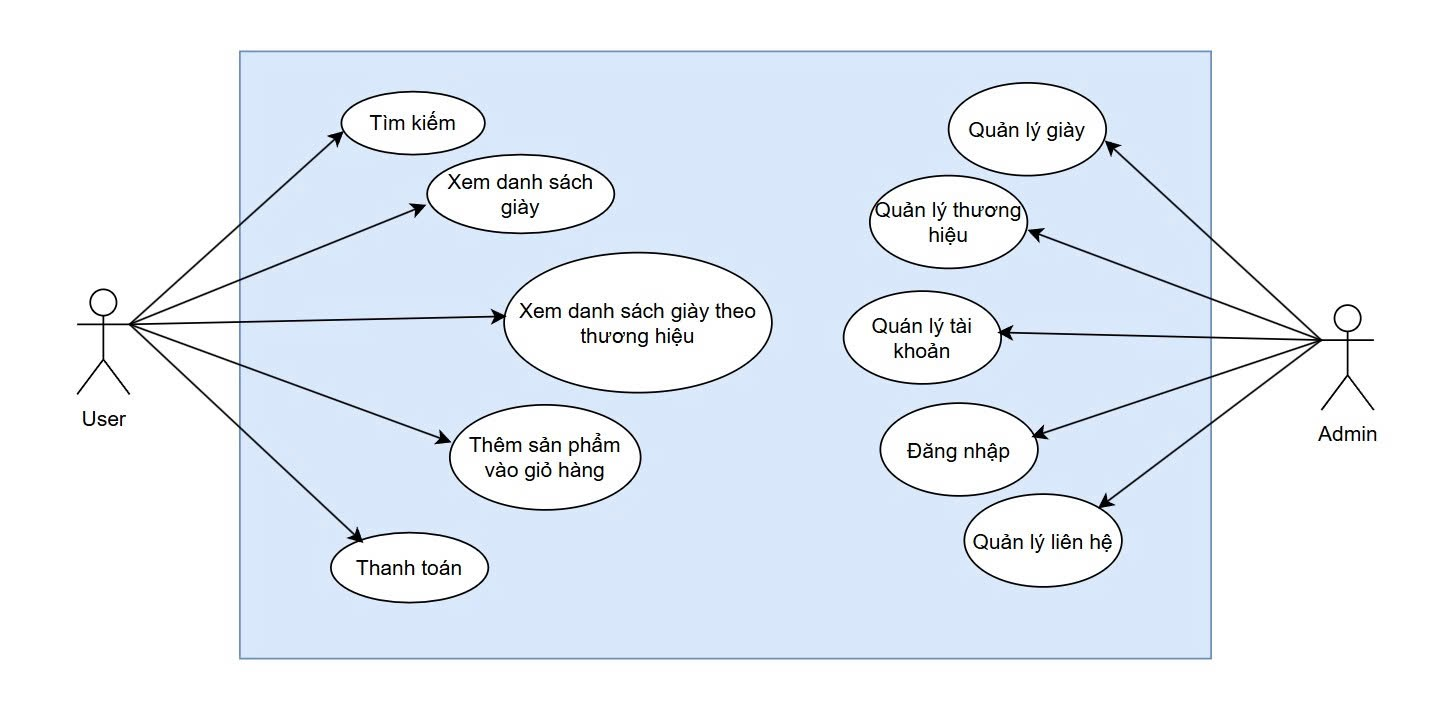 Tìm kiếm
Xem danh sách
giày
Xem danh sách giày theo
thương hiệu
Thêm sản phẩm
vào giỏ hàng
Thanh toán
User
Quản lý giày
Quản lý thương
hiệu
Quán lý tài
khoản
Đăng nhập
Quản lý liên hệ
Admin